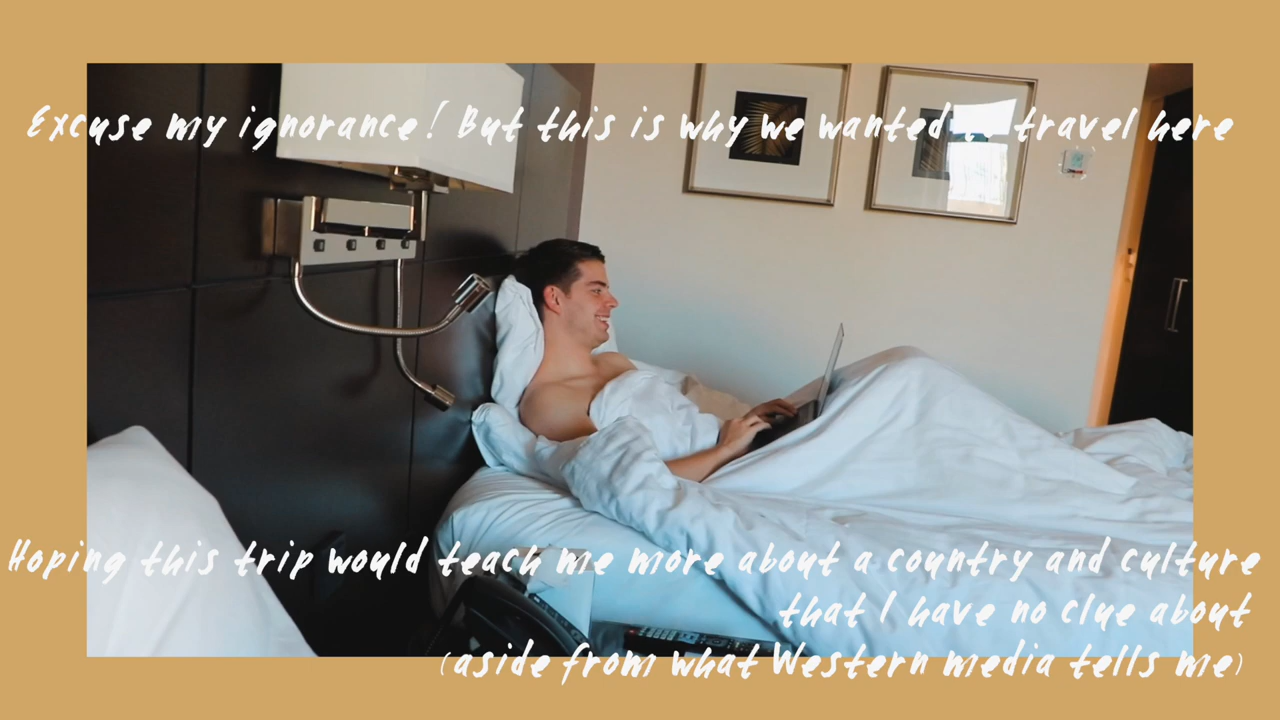 Excuse my ignorance! But this is why we wanted to travel here
Hoping this trip would teach me more about a country and culture
that I have no clue about
(aside from what Western media tells me)